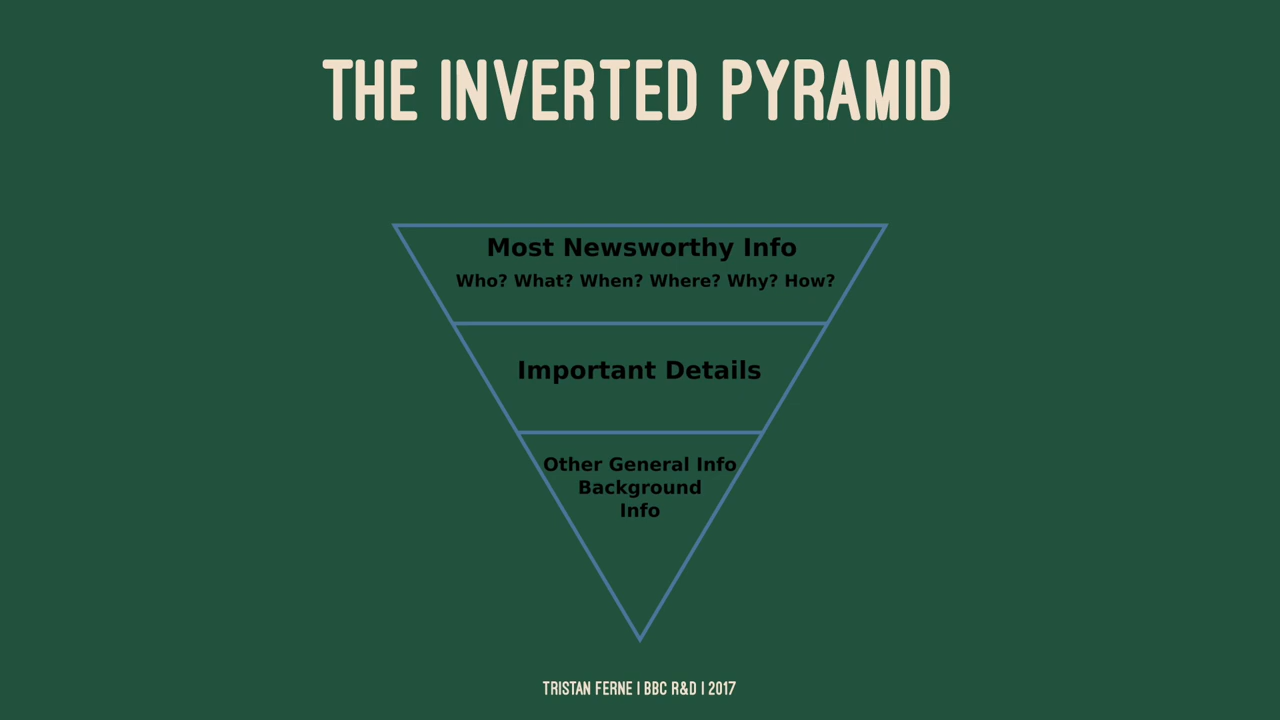 THE INVERTED PYRAMID
Most Newsworthy Info
Who? What? When? Where? Why? How?
Important Details
Other General Info
Background
Info
TRISTAN FERNE | BBC R&D | 2017